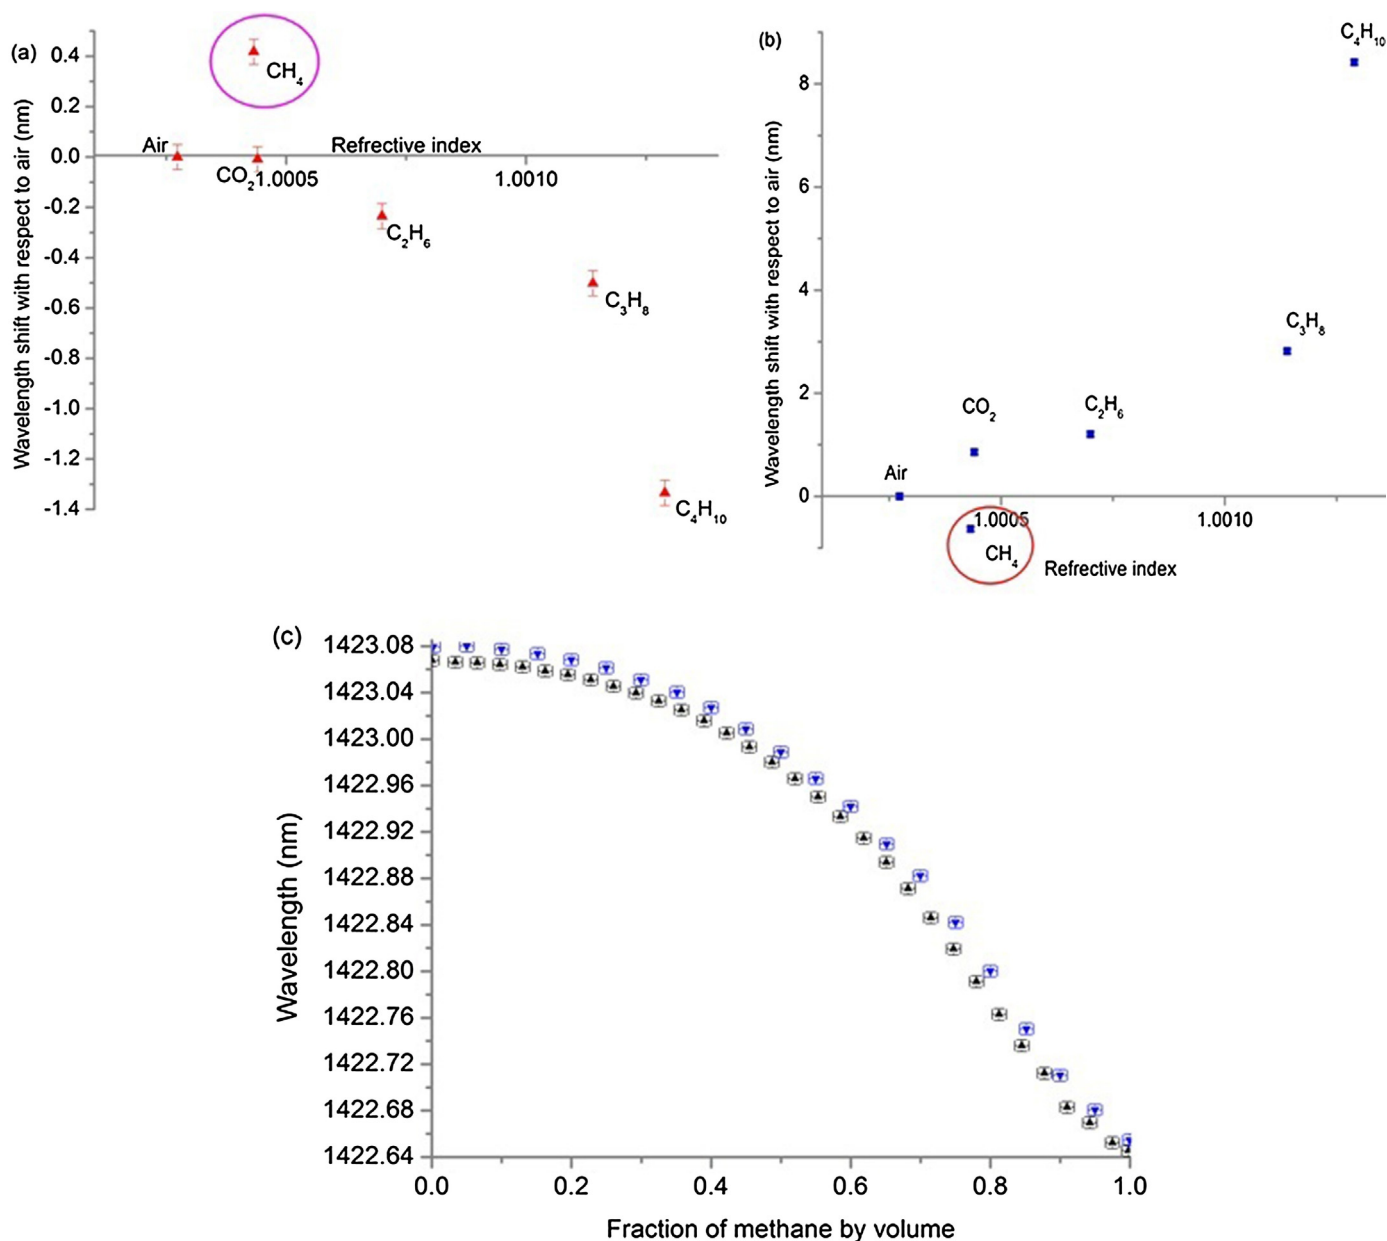 (a)
Wavelength shift with respect to air (nm)
0.4
0.2
0.0
-0.2
-0.4
-0.6
-0.8
-1.0
-1.2
-1.4
CH₄
Air
Refrective index
CO₂
1.0005
1.0010
C₂H₆
C₃H₈
C₄H₁₀
(b)
Wavelength shift with respect to air (nm)
8
6
4
2
0
C₄H₁₀
C₃H₈
CO₂
C₂H₆
Air
1.0005
1.0010
CH₄
Refrective index
(c)
Wavelength (nm)
1423.08
1423.04
1423.00
1422.96
1422.92
1422.88
1422.84
1422.80
1422.76
1422.72
1422.68
1422.64
0.0 0.2 0.4 0.6 0.8 1.0
Fraction of methane by volume